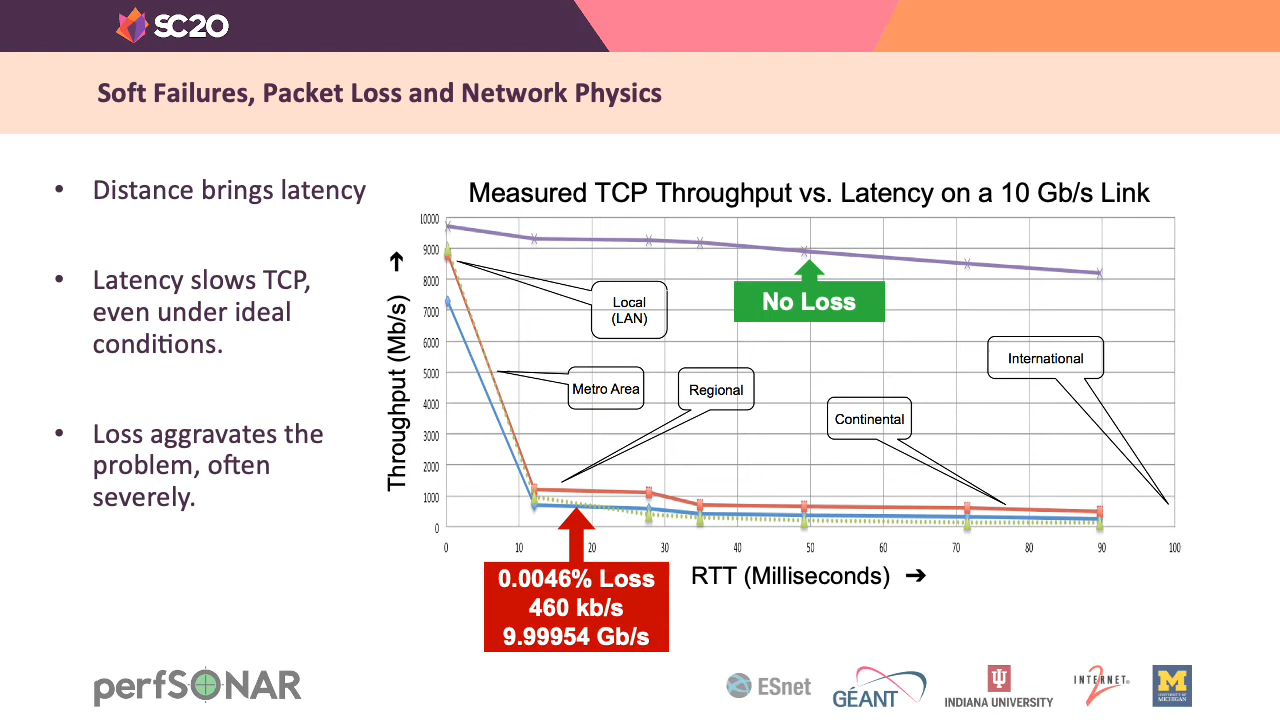 SC20
Soft Failures, Packet Loss and Network Physics
• Distance brings latency
• Latency slows TCP,
even under ideal
conditions.
• Loss aggravates the
problem, often
severely.
Measured TCP Throughput vs. Latency on a 10 Gb/s Link
Throughput (Mb/s) ➔
10000
9000
8000
7000
6000
5000
4000
3000
2000
1000
0
No Loss
Local
(LAN)
Metro Area
Regional
Continental
International
0 10 20 30 40 50 60 70 80 90 100
RTT (Milliseconds) ➔
0.0046% Loss
460 kb/s
9.99954 Gb/s
perfSONAR
ESnet
GÉANT
INDIANA UNIVERSITY
INTERNET2®
M
UNIVERSITY OF
MICHIGAN